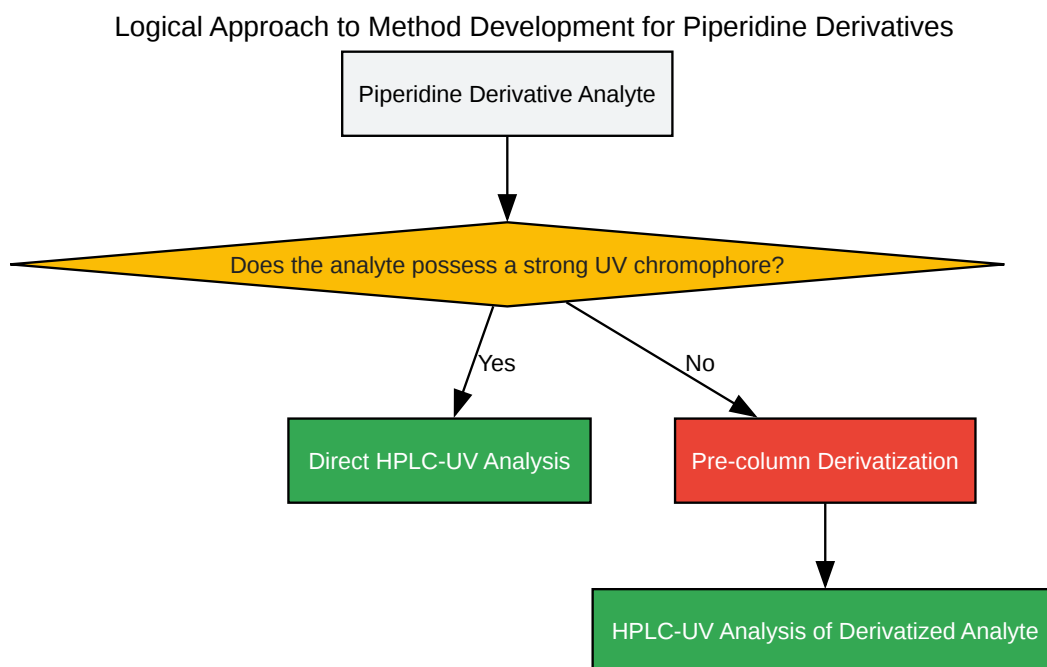 Logical Approach to Method Development for Piperidine Derivatives
Piperidine Derivative Analyte
Does the analyte possess a strong UV chromophore?
Yes
No
Direct HPLC-UV Analysis
Pre-column Derivatization
HPLC-UV Analysis of Derivatized Analyte